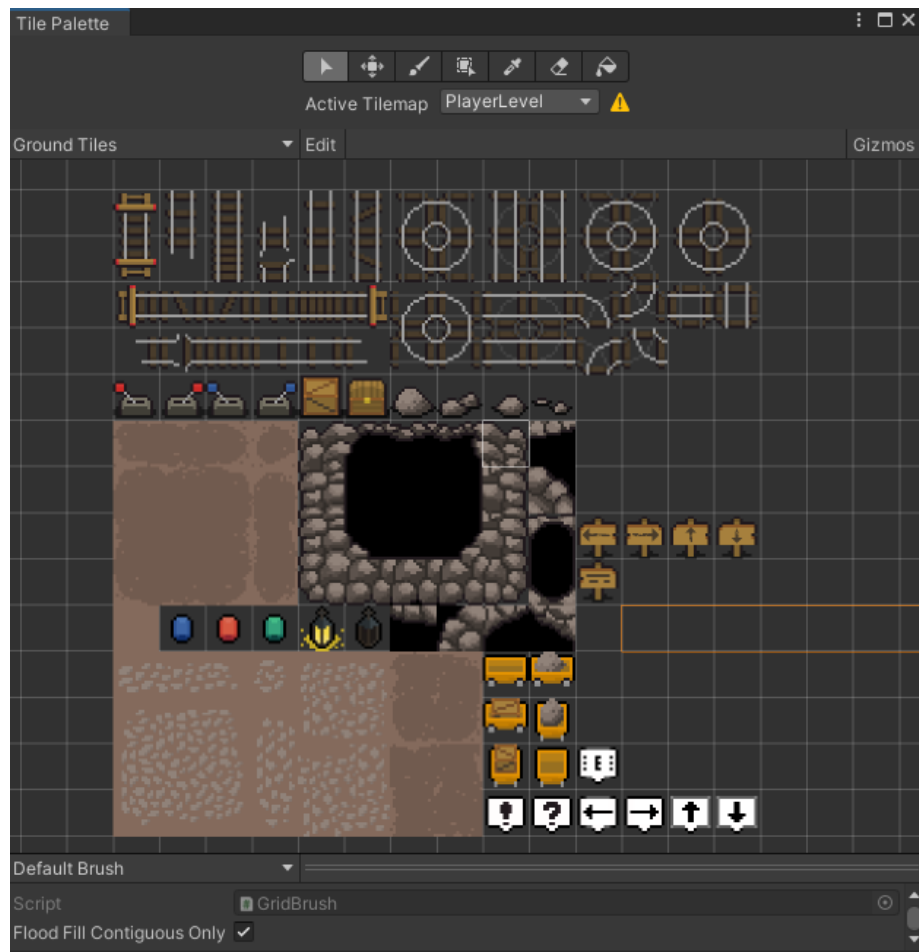 Tile Palette
Active Tilemap PlayerLevel
Ground Tiles Edit Gizmos
E
! ?
Default Brush
Script GridBrush
Flood Fill Contiguous Only